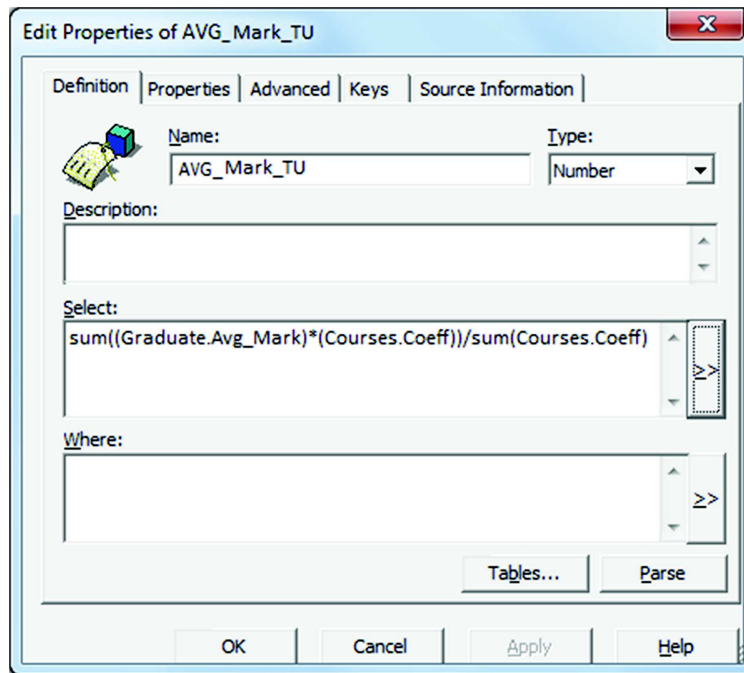 Edit Properties of AVG_Mark_TU
X
Definition Properties Advanced Keys Source Information
Name: Type:
AVG_Mark_TU Number
Description:
Select:
sum((Graduate.Avg_Mark)*(Courses.Coeff))/sum(Courses.Coeff)
>>
Where:
>>
Tables... Parse
OK Cancel Apply Help